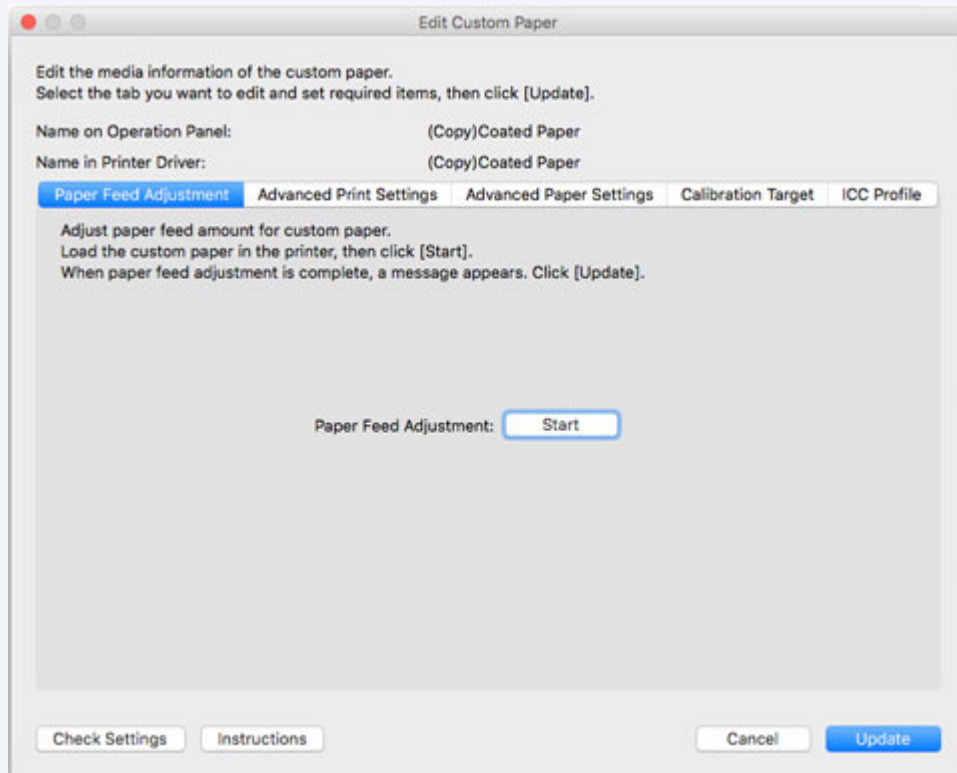 Edit Custom Paper
Edit the media information of the custom paper.
Select the tab you want to edit and set required items, then click [Update].
Name on Operation Panel: (Copy)Coated Paper
Name in Printer Driver: (Copy)Coated Paper
Paper Feed Adjustment Advanced Print Settings Advanced Paper Settings Calibration Target ICC Profile
Adjust paper feed amount for custom paper.
Load the custom paper in the printer, then click [Start].
When paper feed adjustment is complete, a message appears. Click [Update].
Paper Feed Adjustment: Start
Check Settings Instructions Cancel Update